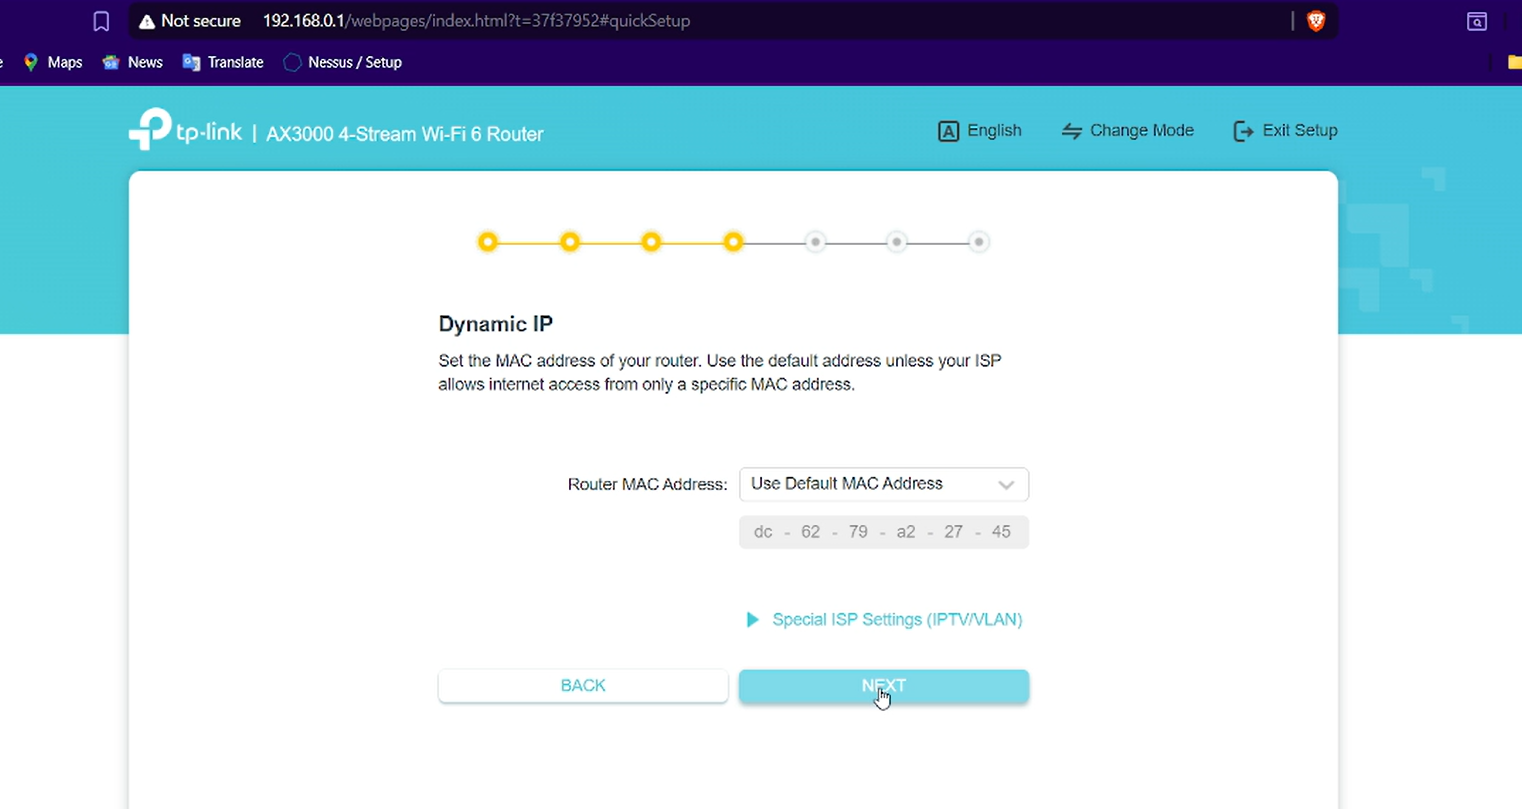 Not secure 192.168.0.1/webpages/index.html?t=37f37952#quickSetup
Maps News Translate Nessus / Setup
tp-link | AX3000 4-Stream Wi-Fi 6 Router English Change Mode Exit Setup
Dynamic IP
Set the MAC address of your router. Use the default address unless your ISP
allows internet access from only a specific MAC address.
Router MAC Address: Use Default MAC Address
dc - 62 - 79 - a2 - 27 - 45
Special ISP Settings (IPTV/VLAN)
BACK NEXT